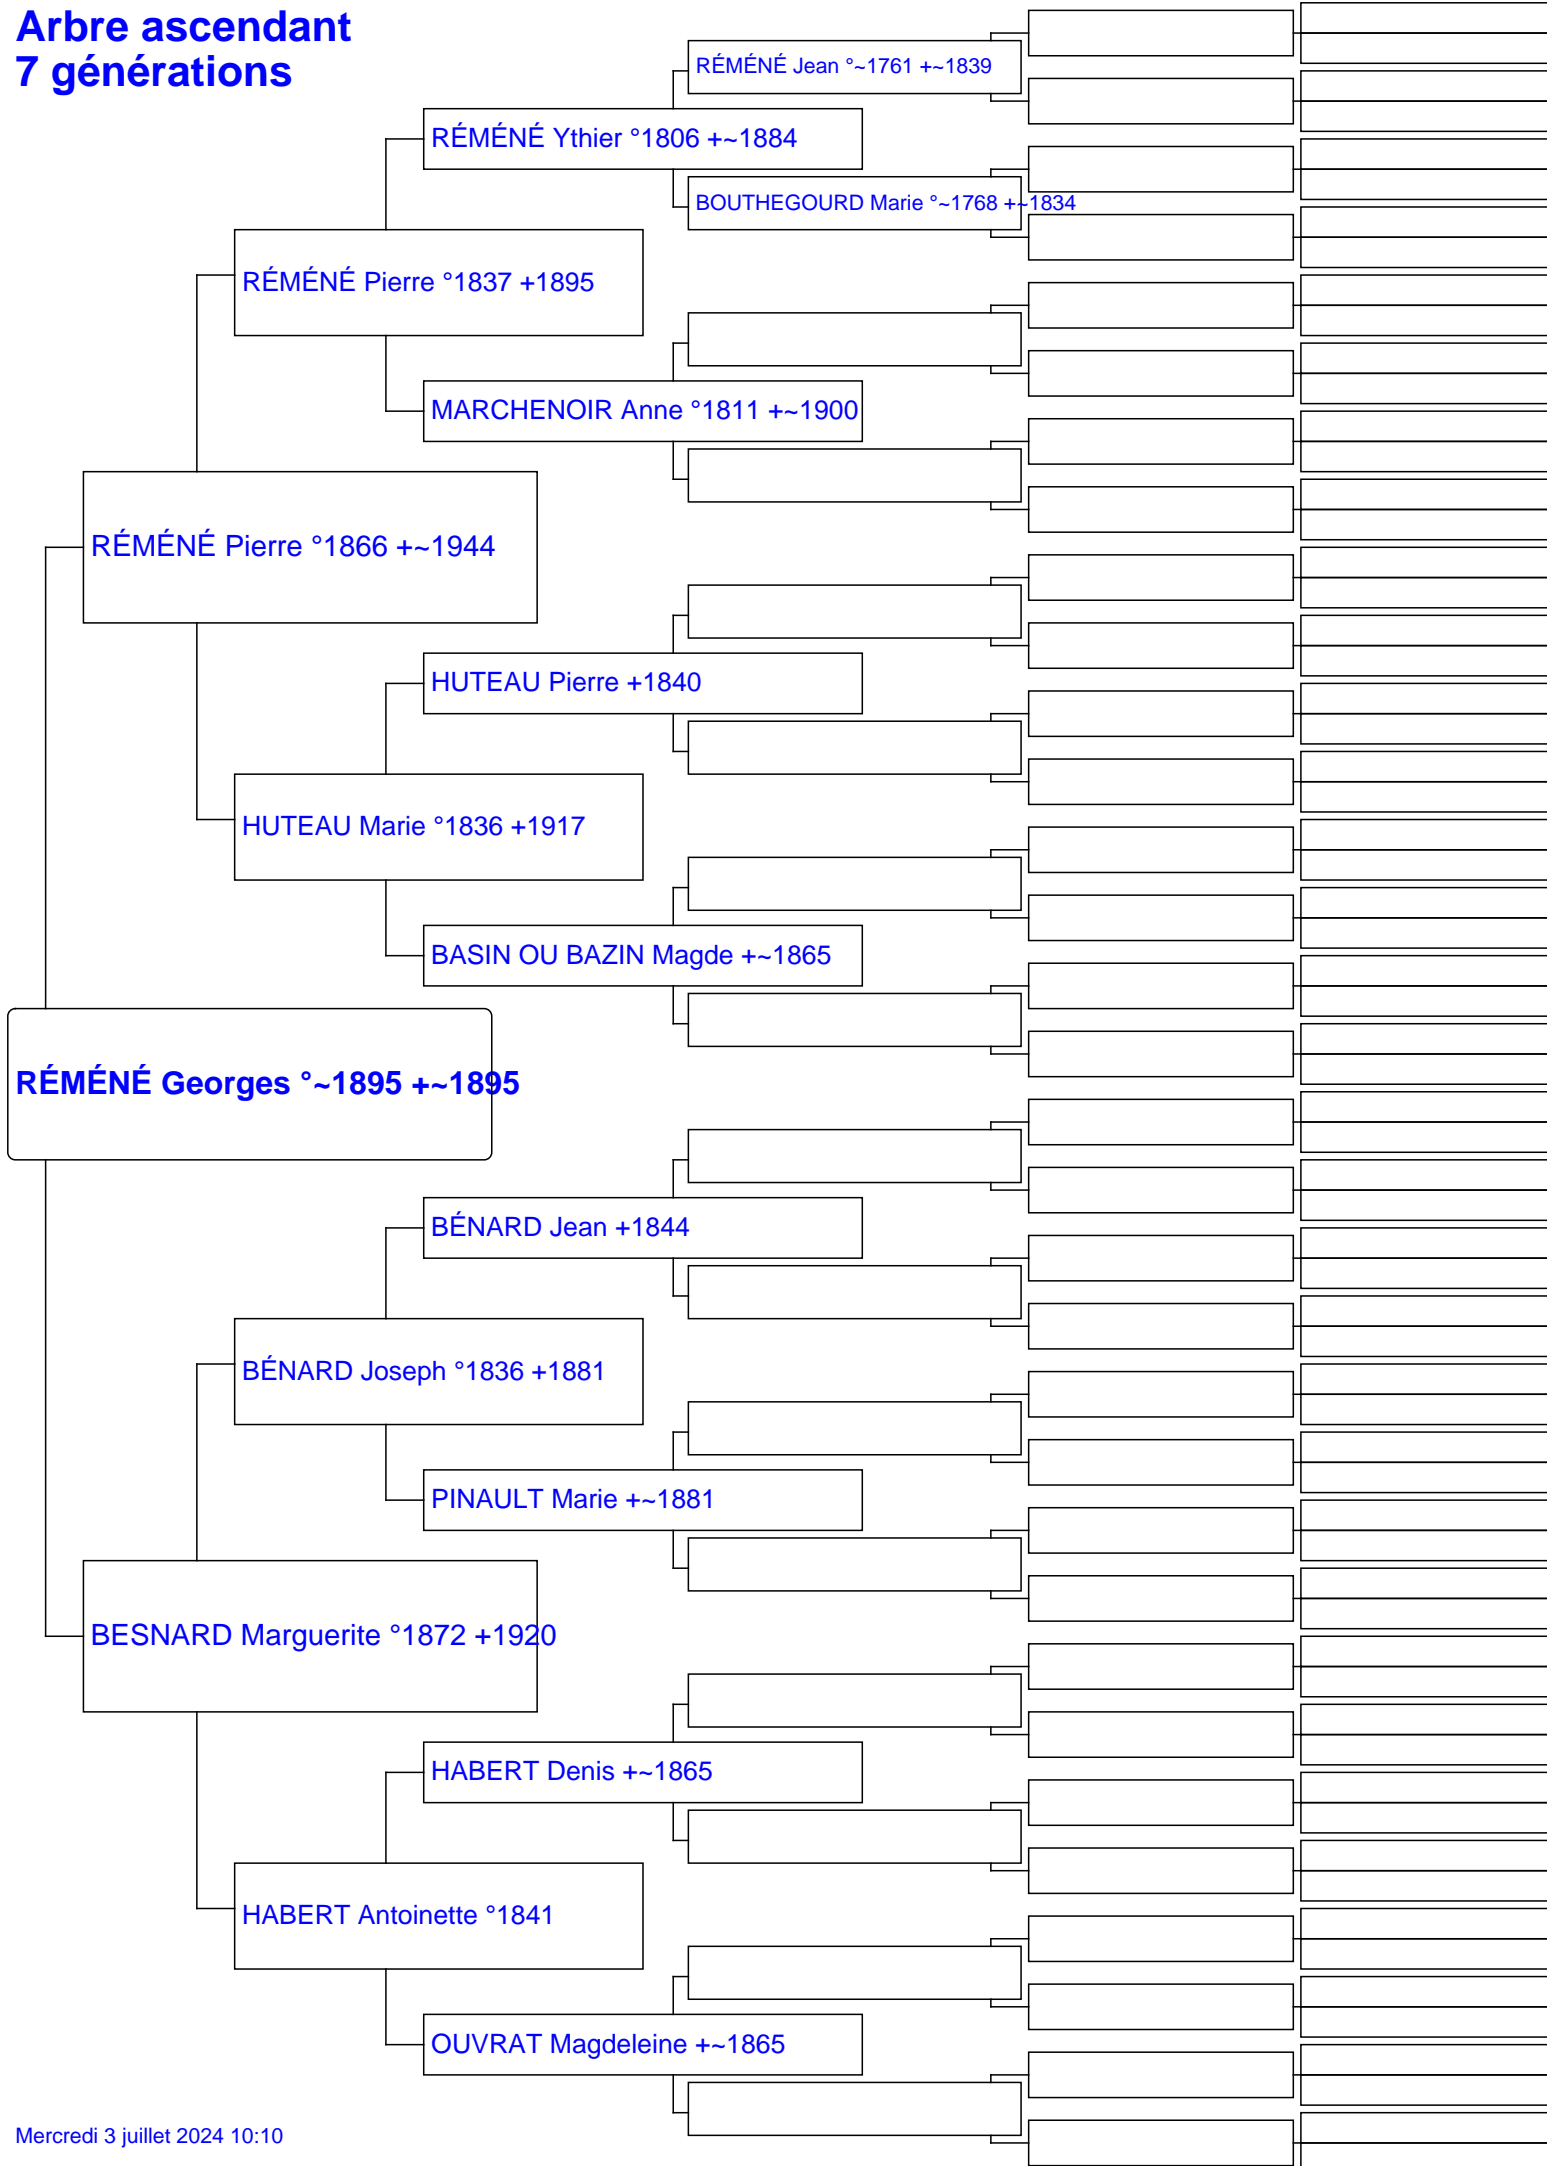 Arbre ascendant
7 générations
RÉMÉNÉ Jean °~1761 +~1839
RÉMÉNÉ Ythier °1806 +~1884
BOUTHEGOURD Marie °~1768 +~1834
RÉMÉNÉ Pierre °1837 +1895
MARCHENOIR Anne °1811 +~1900
RÉMÉNÉ Pierre °1866 +~1944
HUTEAU Pierre +1840
HUTEAU Marie °1836 +1917
BASIN OU BAZIN Magde +~1865
RÉMÉNÉ Georges °~1895 +~1895
BÉNARD Jean +1844
BÉNARD Joseph °1836 +1881
PINAULT Marie +~1881
BESNARD Marguerite °1872 +1920
HABERT Denis +~1865
HABERT Antoinette °1841
OUVRAT Magdeleine +~1865
Mercredi 3 juillet 2024 10:10